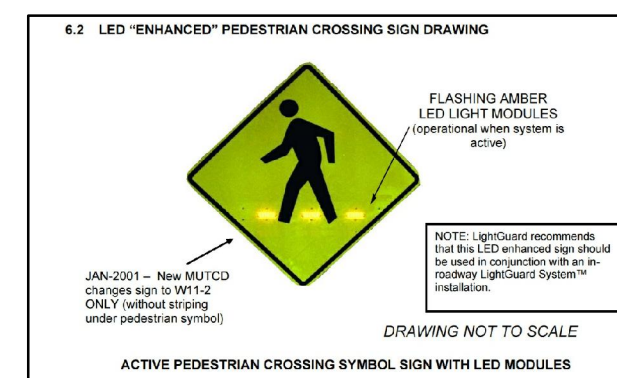 6.2 LED “ENHANCED” PEDESTRIAN CROSSING SIGN DRAWING
FLASHING AMBER
LED LIGHT MODULES
(operational when system is
active)
NOTE: LightGuard recommends
that this LED enhanced sign should
be used in conjunction with an in-
roadway LightGuard System™
installation.
JAN-2001 – New MUTCD
changes sign to W11-2
ONLY (without striping
under pedestrian symbol)
DRAWING NOT TO SCALE
ACTIVE PEDESTRIAN CROSSING SYMBOL SIGN WITH LED MODULES